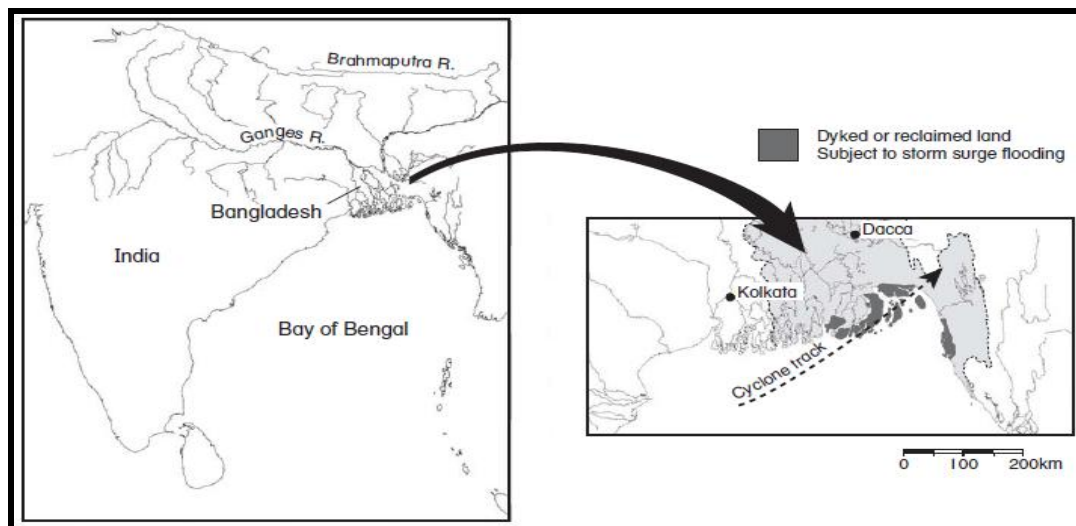 Brahmaputra R.
Ganges R.
Bangladesh
India
Bay of Bengal
Dyked or reclaimed land
Subject to storm surge flooding
Dacca
Kolkata
Cyclone track
0 100 200km